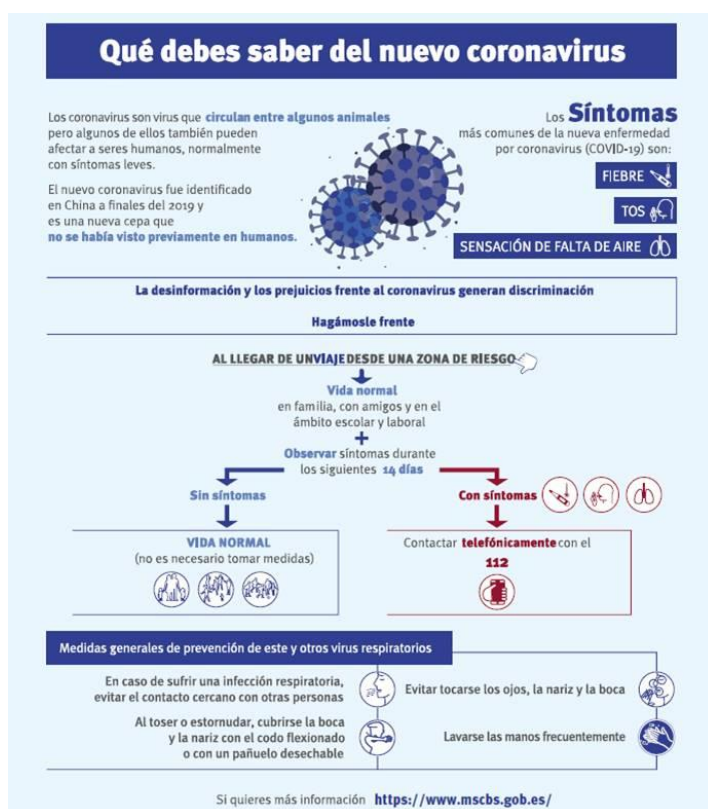 Qué debes saber del nuevo coronavirus
Los coronavirus son virus que circulan entre algunos animales
pero algunos de ellos también pueden
afectar a seres humanos, normalmente
con síntomas leves.
El nuevo coronavirus fue identificado
en China a finales del 2019 y
es una nueva cepa que
no se había visto previamente en humanos.
Los Síntomas
más comunes de la nueva enfermedad
por coronavirus (COVID-19) son:
FIEBRE
TOS
SENSACIÓN DE FALTA DE AIRE
La desinformación y los prejuicios frente al coronavirus generan discriminación
Hagámosle frente
AL LLEGAR DE UNVIAJE DESDE UNA ZONA DE RIESGO
Vida normal
en familia, con amigos y en el
ámbito escolar y laboral
+
Observar síntomas durante
los siguientes 14 días
Sin síntomas
VIDA NORMAL
(no es necesario tomar medidas)
Con síntomas
Contactar telefónicamente con el
112
Medidas generales de prevención de este y otros virus respiratorios
En caso de sufrir una infección respiratoria,
evitar el contacto cercano con otras personas
Al toser o estornudar, cubrirse la boca
y la nariz con el codo flexionado
o con un pañuelo desechable
Evitar tocarse los ojos, la nariz y la boca
Lavarse las manos frecuentemente
Si quieres más información https://www.mscbs.gob.es/